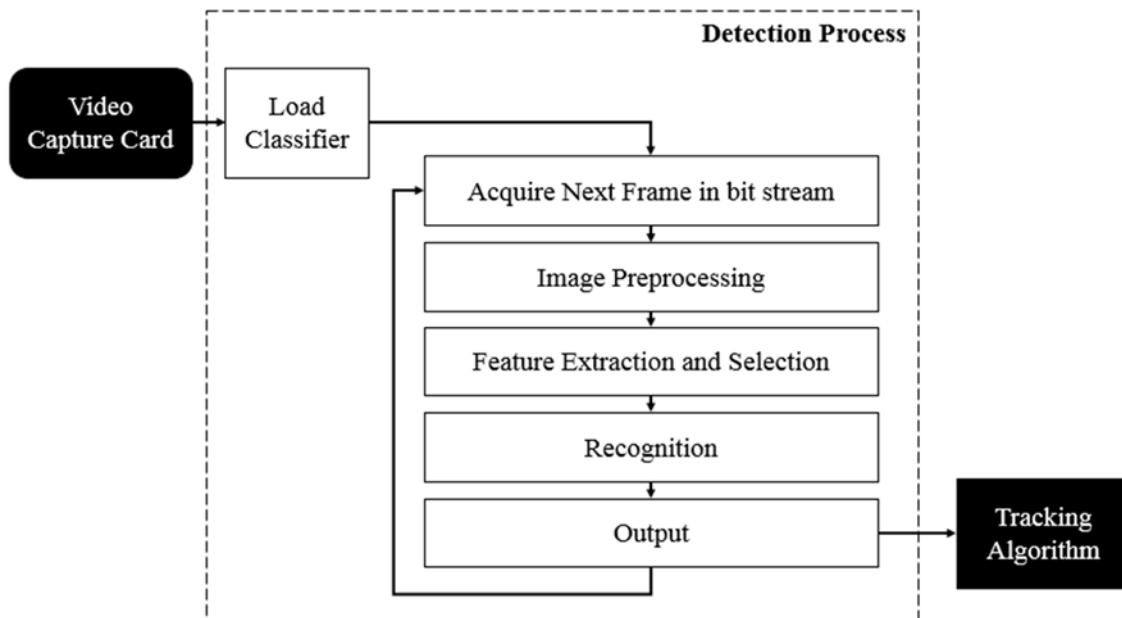 Detection Process
Video
Capture Card
Load
Classifier
Acquire Next Frame in bit stream
Image Preprocessing
Feature Extraction and Selection
Recognition
Output
Tracking
Algorithm